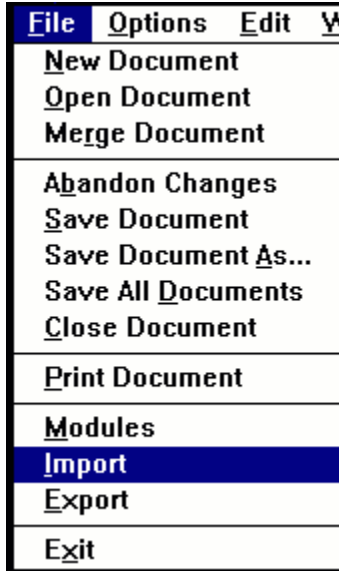 File Options Edit
New Document
Open Document
Merge Document
Abandon Changes
Save Document
Save Document As...
Save All Documents
Close Document
Print Document
Modules
Import
Export
Exit